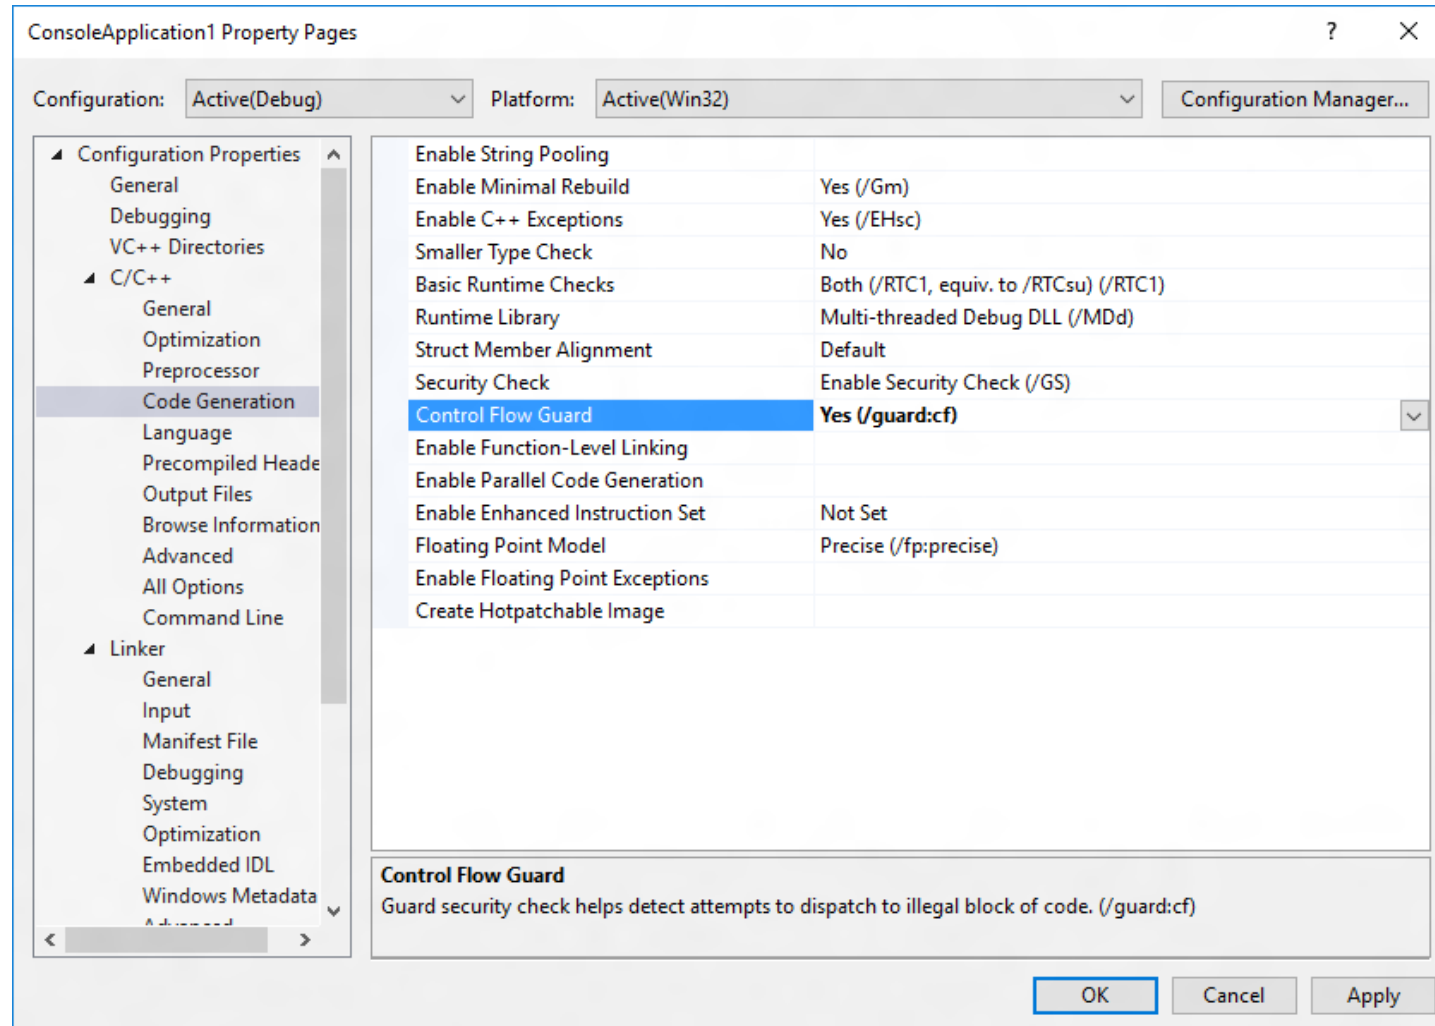 ConsoleApplication1 Property Pages ?
Configuration: Active(Debug) Platform: Active(Win32) Configuration Manager...
Configuration Properties
General
Debugging
VC++ Directories
C/C++
General
Optimization
Preprocessor
Code Generation
Language
Precompiled Heade
Output Files
Browse Information
Advanced
All Options
Command Line
Linker
General
Input
Manifest File
Debugging
System
Optimization
Embedded IDL
Windows Metadata
Advanced
Enable String Pooling
Enable Minimal Rebuild Yes (/Gm)
Enable C++ Exceptions Yes (/EHsc)
Smaller Type Check No
Basic Runtime Checks Both (/RTC1, equiv. to /RTCsu) (/RTC1)
Runtime Library Multi-threaded Debug DLL (/MDd)
Struct Member Alignment Default
Security Check Enable Security Check (/GS)
Control Flow Guard Yes (/guard:cf)
Enable Function-Level Linking
Enable Parallel Code Generation
Enable Enhanced Instruction Set Not Set
Floating Point Model Precise (/fp:precise)
Enable Floating Point Exceptions
Create Hotpatchable Image
Control Flow Guard
Guard security check helps detect attempts to dispatch to illegal block of code. (/guard:cf)
OK Cancel Apply